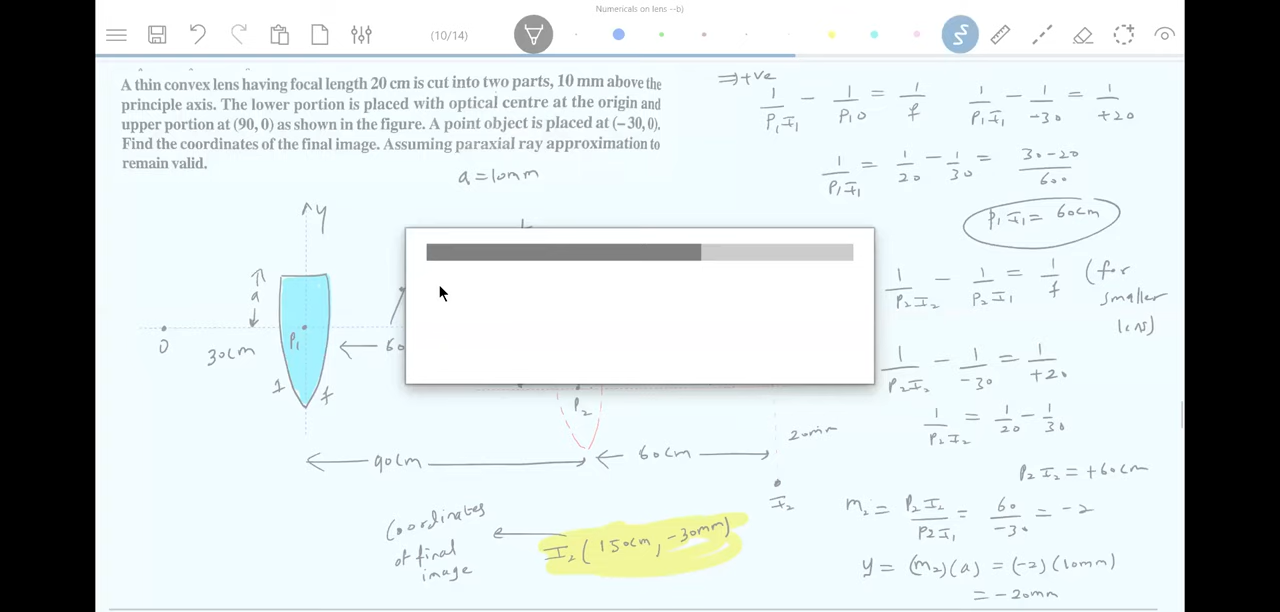 Numericals on lens --b)
(10/14)
A thin convex lens having focal length 20 cm is cut into two parts, 10 mm above the
principle axis. The lower portion is placed with optical centre at the origin and
upper portion at (90, 0) as shown in the figure. A point object is placed at (−30, 0).
Find the coordinates of the final image. Assuming paraxial ray approximation to
remain valid.
a = 10mm
⇒ +ve
1/P₁I₁ − 1/P₁O = 1/f
1/P₁I₁ − 1/−30 = 1/+20
1/P₁I₁ = 1/20 − 1/30 = 30−20/600
P₁I₁ = 60cm
1/P₂I₂ − 1/P₂I₁ = 1/f (for
smaller
lens)
1/P₂I₂ − 1/−30 = 1/+20
1/P₂I₂ = 1/20 − 1/30
P₂I₂ = +60cm
m₂ = P₂I₂/P₂I₁ = 60/−30 = −2
y = (m₂)(a) = (−2)(10mm)
= −20mm
Y
a
O
30cm
P₁
1
f
60
P₂
20mm
90cm
60cm
I₂
I₂(150cm, −30mm)
Coordinates
of final
image